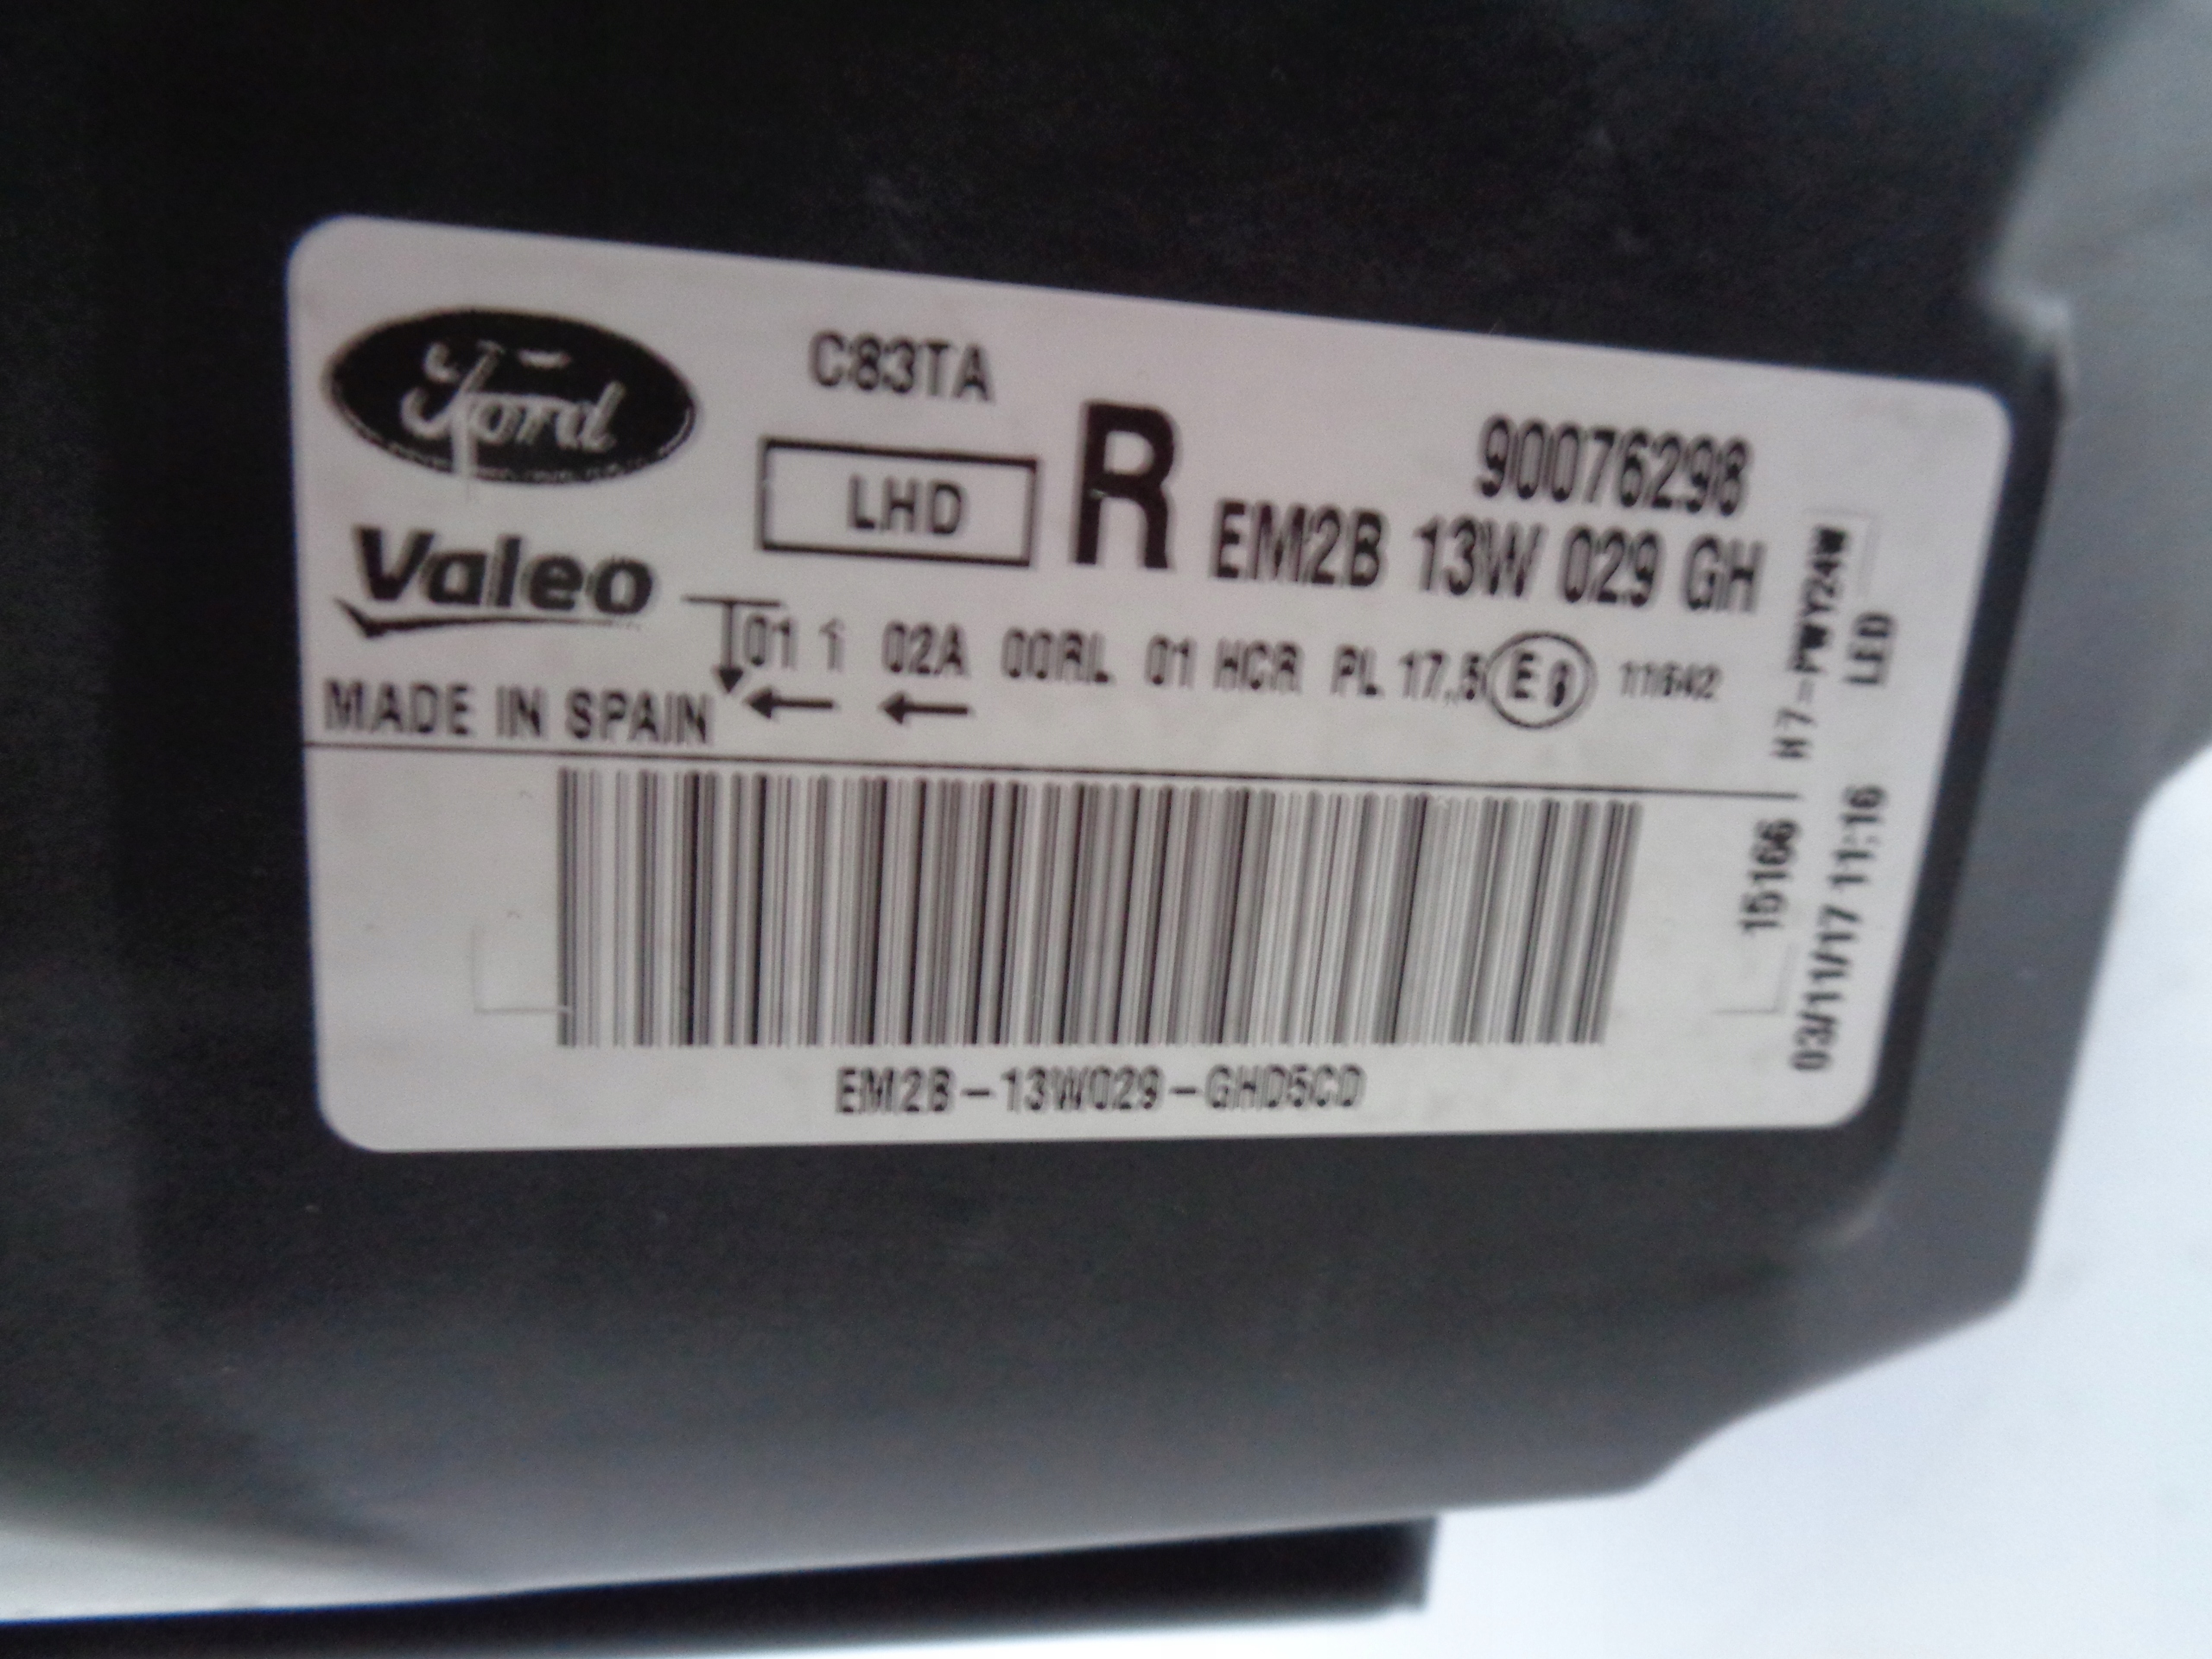 Ford
C83TA
90076298
LHD
R
EM2B 13W 029 GH
Valeo
01 1 02A 00RL 01 HCR PL 17,5
11642
MADE IN SPAIN
H7-PWY24W
LED
15166
03/11/17 11:16
EM2B-13W029-GHD5CD